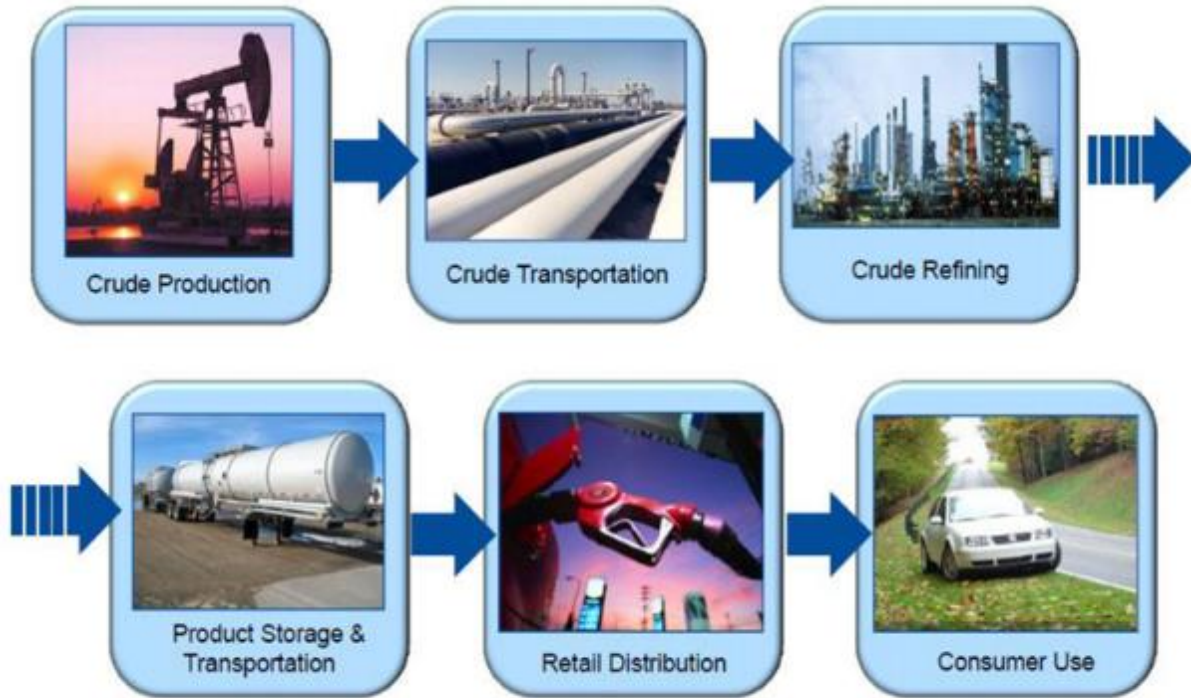 Crude Production
Crude Transportation
Crude Refining
Product Storage &
Transportation
Retail Distribution
Consumer Use